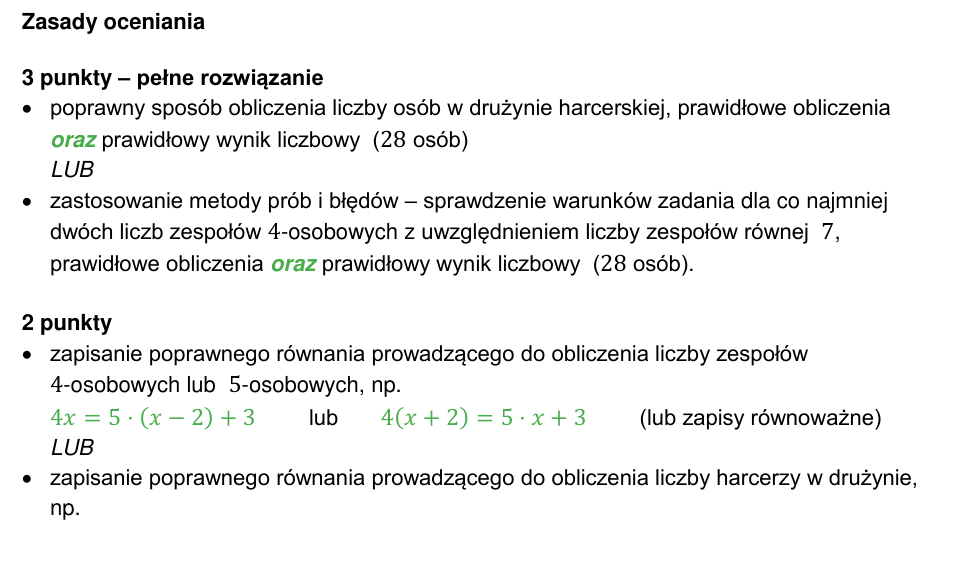 Zasady oceniania
3 punkty – pełne rozwiązanie
• poprawny sposób obliczenia liczby osób w drużynie harcerskiej, prawidłowe obliczenia
oraz prawidłowy wynik liczbowy (28 osób)
LUB
• zastosowanie metody prób i błędów – sprawdzenie warunków zadania dla co najmniej
dwóch liczb zespołów 4-osobowych z uwzględnieniem liczby zespołów równej 7,
prawidłowe obliczenia oraz prawidłowy wynik liczbowy (28 osób).
2 punkty
• zapisanie poprawnego równania prowadzącego do obliczenia liczby zespołów
4-osobowych lub 5-osobowych, np.
4x = 5 · (x − 2) + 3 lub 4(x + 2) = 5 · x + 3 (lub zapisy równoważne)
LUB
• zapisanie poprawnego równania prowadzącego do obliczenia liczby harcerzy w drużynie,
np.